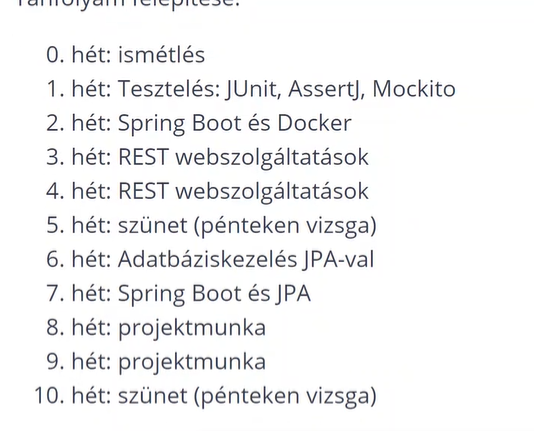 Tanfolyam felépítése:
0. hét: ismétlés
1. hét: Tesztelés: JUnit, AssertJ, Mockito
2. hét: Spring Boot és Docker
3. hét: REST webszolgáltatások
4. hét: REST webszolgáltatások
5. hét: szünet (pénteken vizsga)
6. hét: Adatbáziskezelés JPA-val
7. hét: Spring Boot és JPA
8. hét: projektmunka
9. hét: projektmunka
10. hét: szünet (pénteken vizsga)